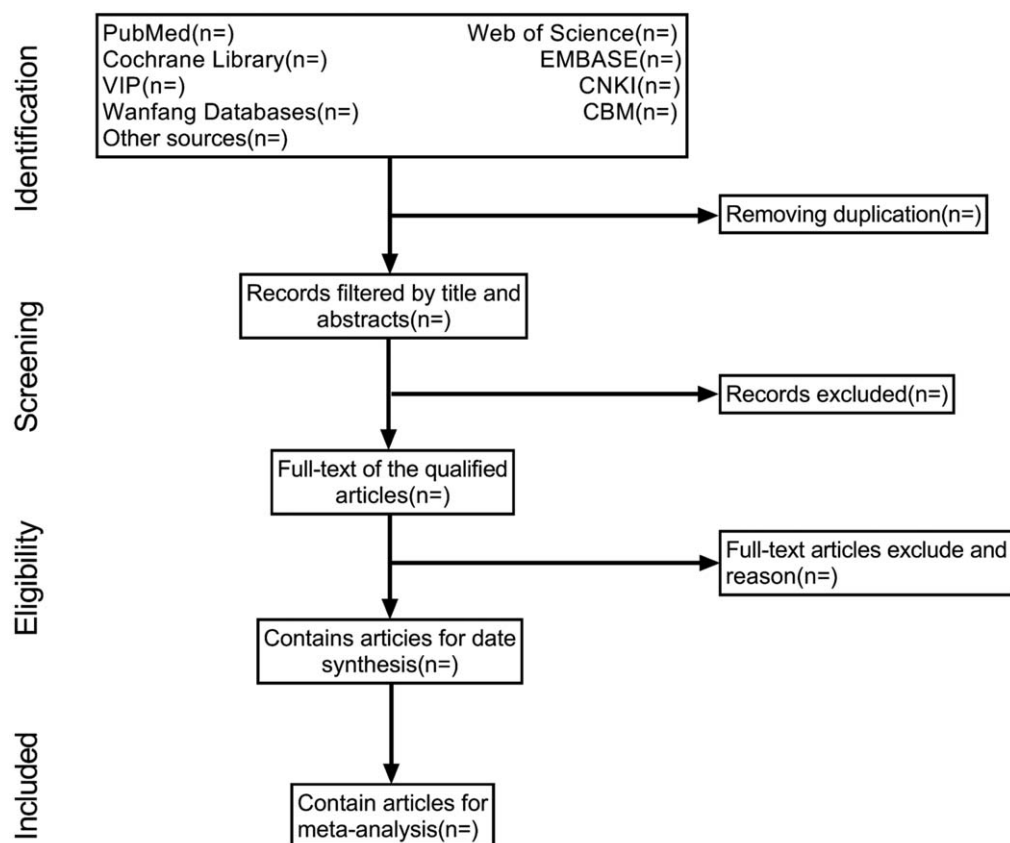 Identification
PubMed(n=)
Web of Science(n=)
Cochrane Library(n=)
EMBASE(n=)
VIP(n=)
CNKI(n=)
Wanfang Databases(n=)
CBM(n=)
Other sources(n=)
Removing duplication(n=)
Screening
Records filtered by title and
abstracts(n=)
Records excluded(n=)
Eligibility
Full-text of the qualified
articles(n=)
Full-text articles exclude and
reason(n=)
Contains articies for date
synthesis(n=)
Included
Contain articles for
meta-analysis(n=)